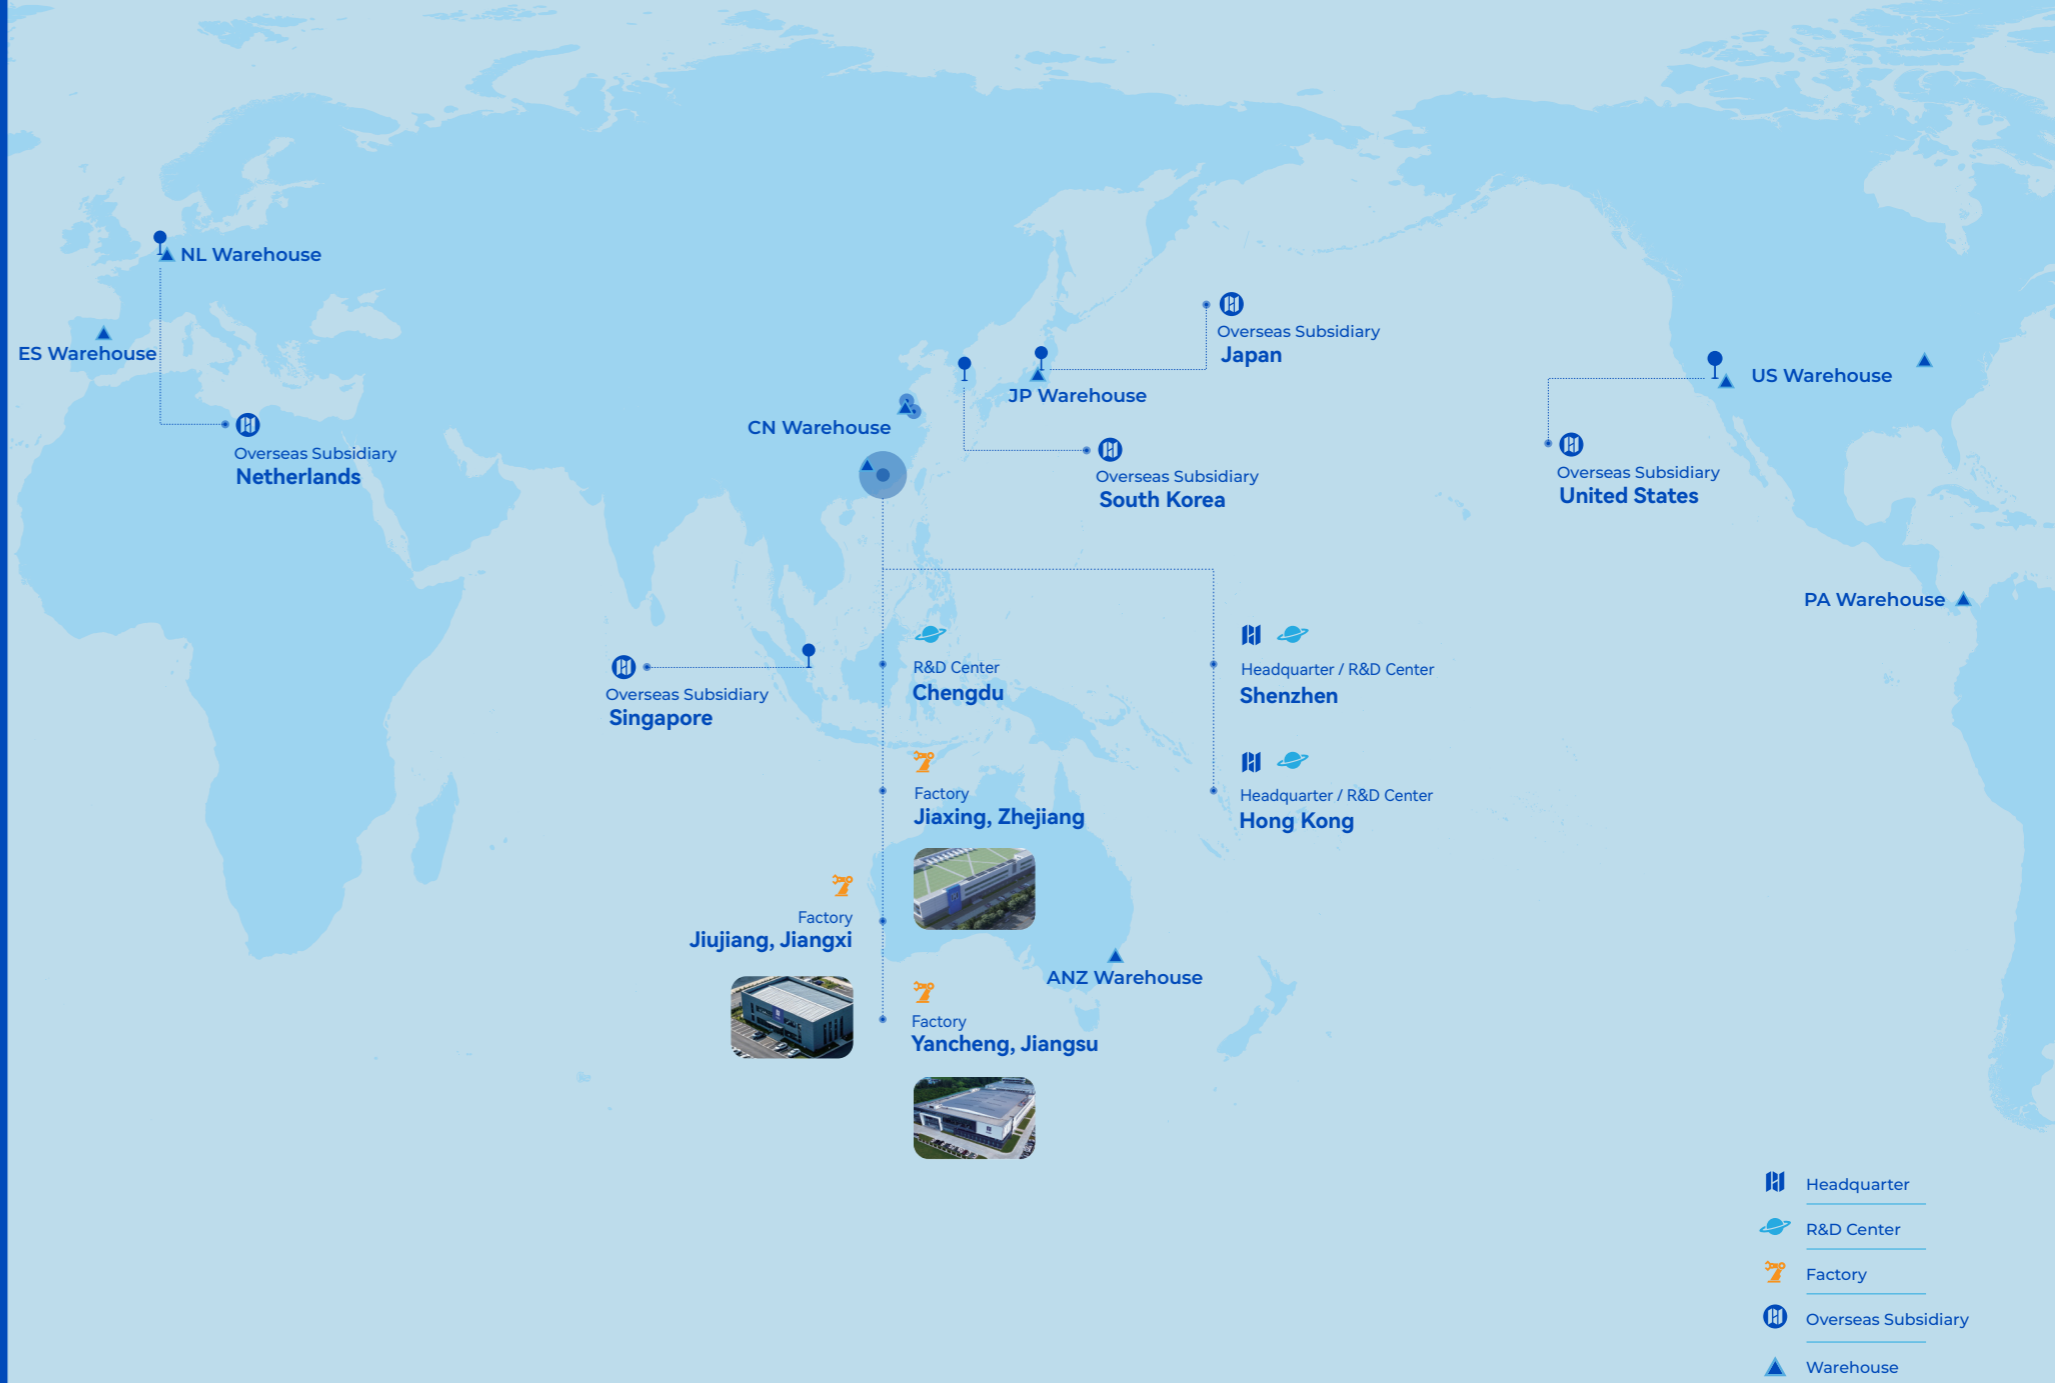 NL Warehouse
ES Warehouse
Overseas Subsidiary
Netherlands
Overseas Subsidiary
Japan
JP Warehouse
CN Warehouse
Overseas Subsidiary
South Korea
US Warehouse
Overseas Subsidiary
United States
PA Warehouse
Overseas Subsidiary
Singapore
R&D Center
Chengdu
Headquarter / R&D Center
Shenzhen
Factory
Jiaxing, Zhejiang
Headquarter / R&D Center
Hong Kong
Factory
Jiujiang, Jiangxi
ANZ Warehouse
Factory
Yancheng, Jiangsu
Headquarter
R&D Center
Factory
Overseas Subsidiary
Warehouse